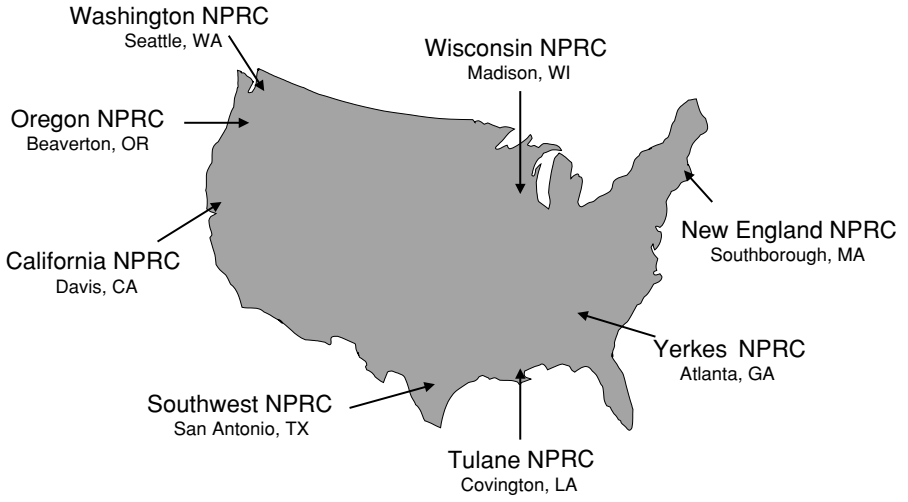 Washington NPRC
Seattle, WA
Wisconsin NPRC
Madison, WI
Oregon NPRC
Beaverton, OR
New England NPRC
Southborough, MA
California NPRC
Davis, CA
Yerkes NPRC
Atlanta, GA
Southwest NPRC
San Antonio, TX
Tulane NPRC
Covington, LA